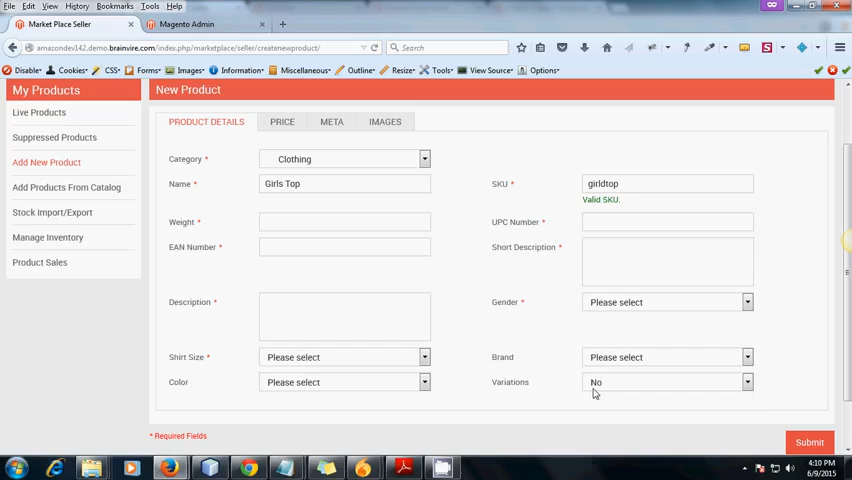 File Edit View History Bookmarks Tools Help
Market Place Seller × Magento Admin ×
amazondev142.demo.brainvire.com/index.php/marketplace/seller/createnewproduct/ Search
Disable Cookies CSS Forms Images Information Miscellaneous Outline Resize Tools View Source Options
My Products
Live Products
Suppressed Products
Add New Product
Add Products From Catalog
Stock Import/Export
Manage Inventory
Product Sales
New Product
PRODUCT DETAILS PRICE META IMAGES
Category * Clothing
Name * Girls Top SKU * girldtop
Valid SKU.
Weight * UPC Number *
EAN Number * Short Description *
Description * Gender * Please select
Shirt Size * Please select Brand Please select
Color Please select Variations No
* Required Fields
Submit
4:10 PM
6/9/2015